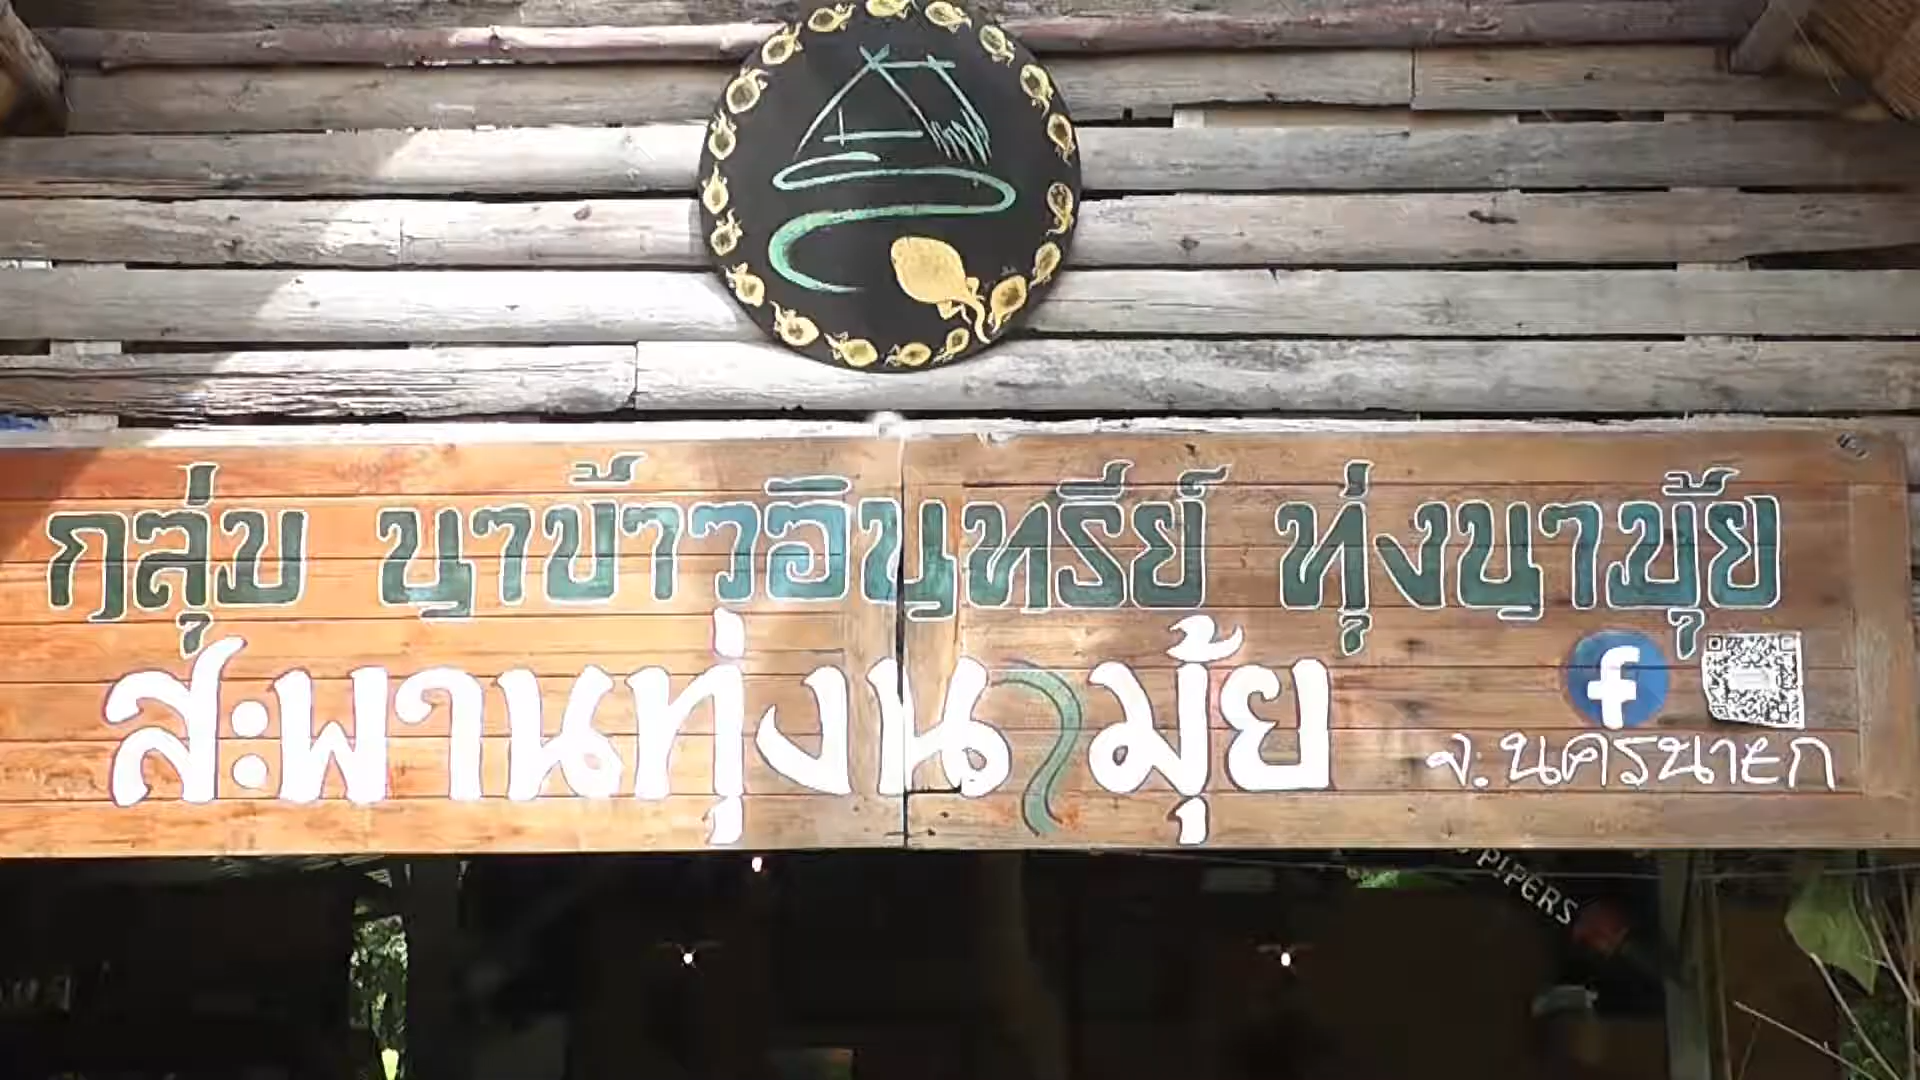 กลุ่ม นาข้าวอินทรีย์ ทุ่งนามุ้ย
สะพานทุ่งนามุ้ย
จ.นครนายก
PIPERS